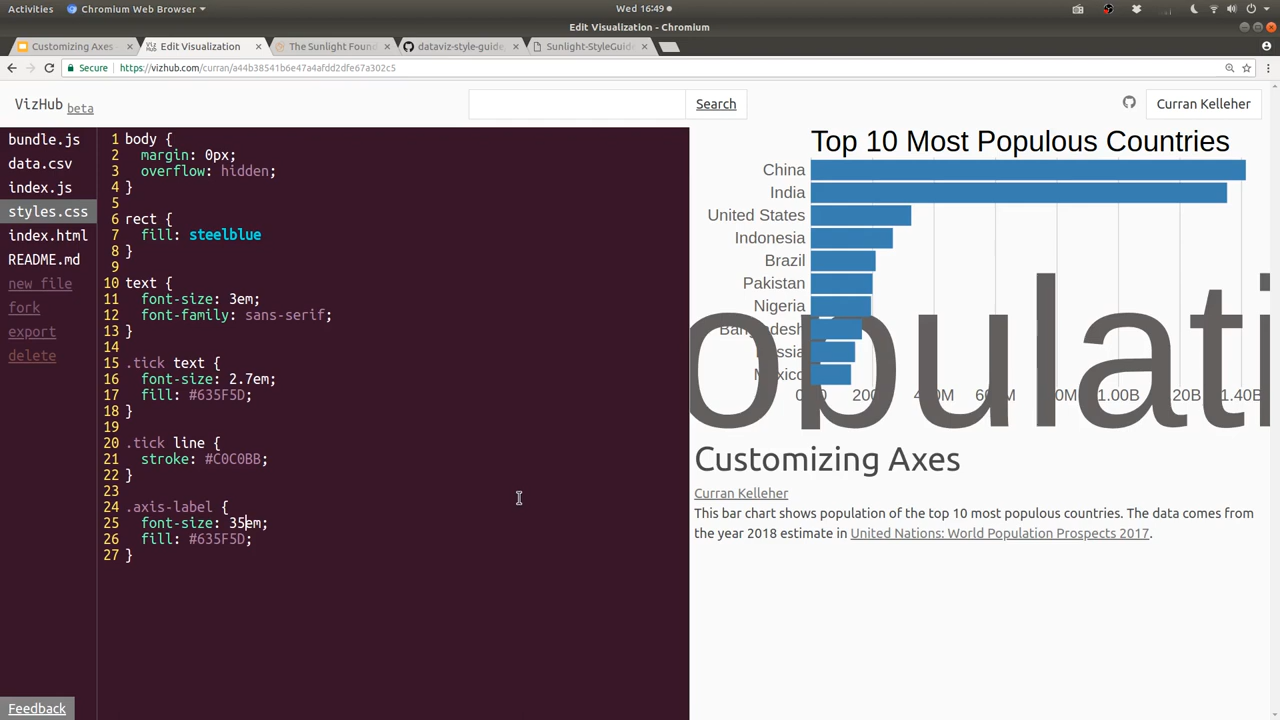 Activities Chromium Web Browser Wed 16:49
Edit Visualization - Chromium
Customizing Axes Edit Visualization The Sunlight Found dataviz-style-guide Sunlight-StyleGuid
Secure https://vizhub.com/curran/a44b38541b6e47a4afdd2dfe67a302c5
VizHub beta Search Curran Kelleher
bundle.js
data.csv
index.js
styles.css
index.html
README.md
new file
fork
export
delete
Feedback
1 body {
2 margin: 0px;
3 overflow: hidden;
4 }
5
6 rect {
7 fill: steelblue
8 }
9
10 text {
11 font-size: 3em;
12 font-family: sans-serif;
13 }
14
15 .tick text {
16 font-size: 2.7em;
17 fill: #635F5D;
18 }
19
20 .tick line {
21 stroke: #C0C0BB;
22 }
23
24 .axis-label {
25 font-size: 35em;
26 fill: #635F5D;
27 }
Top 10 Most Populous Countries
China
India
United States
Indonesia
Brazil
Pakistan
Nigeria
Bangladesh
opulati
1.00B 1.40B
Customizing Axes
Curran Kelleher
This bar chart shows population of the top 10 most populous countries. The data comes from
the year 2018 estimate in United Nations: World Population Prospects 2017.